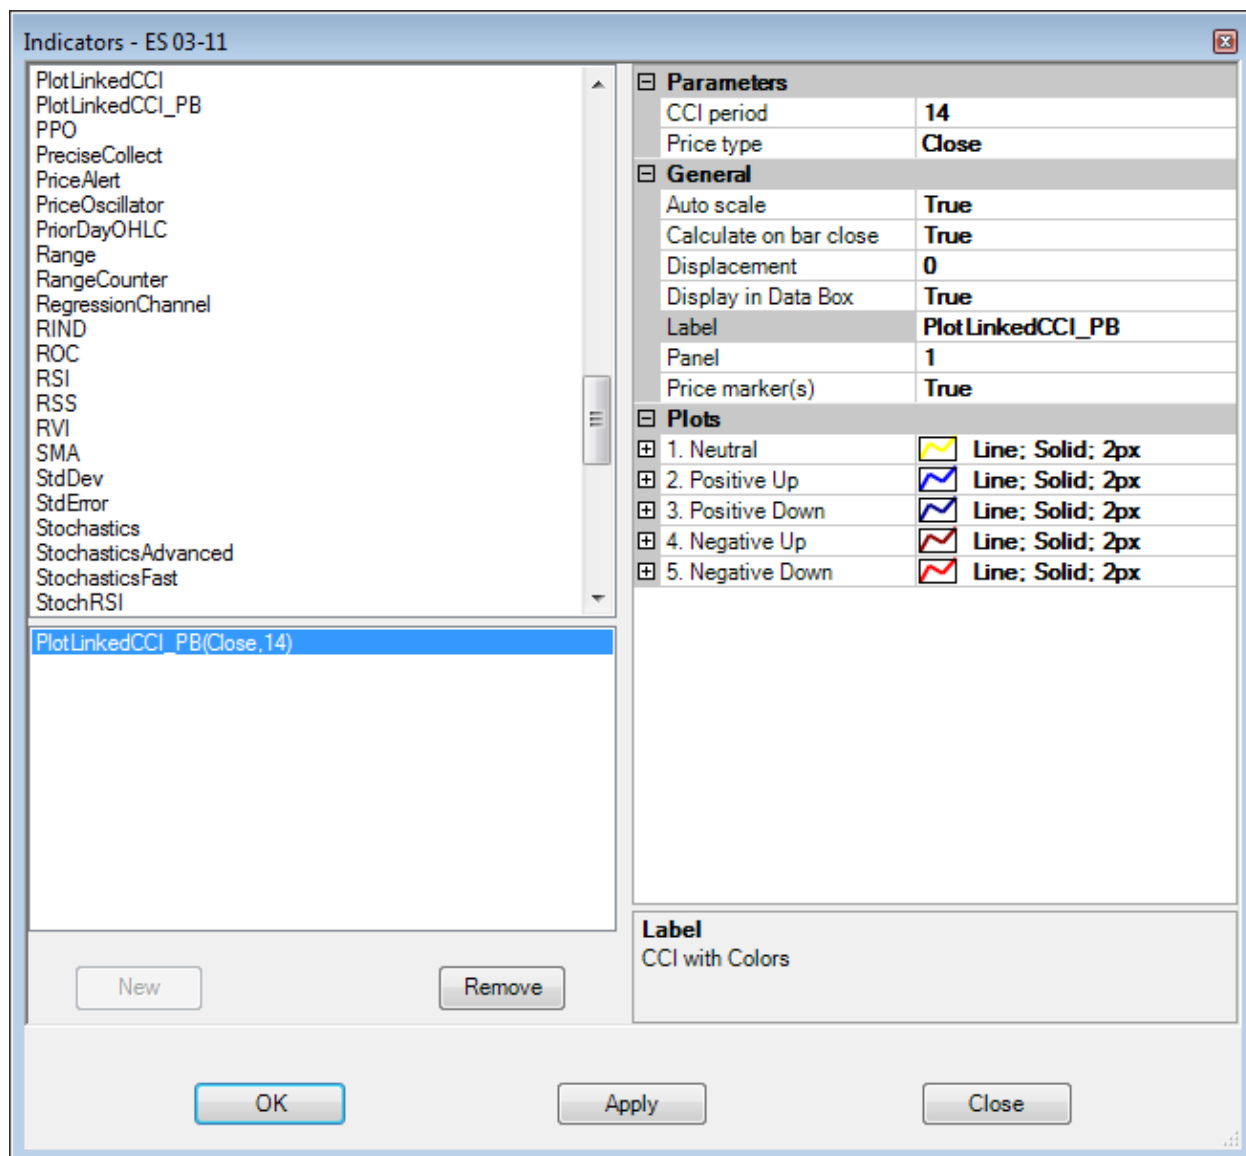 Indicators - ES 03-11
PlotLinkedCCI
PlotLinkedCCI_PB
PPO
PreciseCollect
PriceAlert
PriceOscillator
PriorDayOHLC
Range
RangeCounter
RegressionChannel
RIND
ROC
RSI
RSS
RVI
SMA
StdDev
StdError
Stochastics
StochasticsAdvanced
StochasticsFast
StochRSI
PlotLinkedCCI_PB(Close,14)
New
Remove
Parameters
CCI period 14
Price type Close
General
Auto scale True
Calculate on bar close True
Displacement 0
Display in Data Box True
Label PlotLinkedCCI_PB
Panel 1
Price marker(s) True
Plots
1. Neutral Line; Solid; 2px
2. Positive Up Line; Solid; 2px
3. Positive Down Line; Solid; 2px
4. Negative Up Line; Solid; 2px
5. Negative Down Line; Solid; 2px
Label
CCI with Colors
OK
Apply
Close